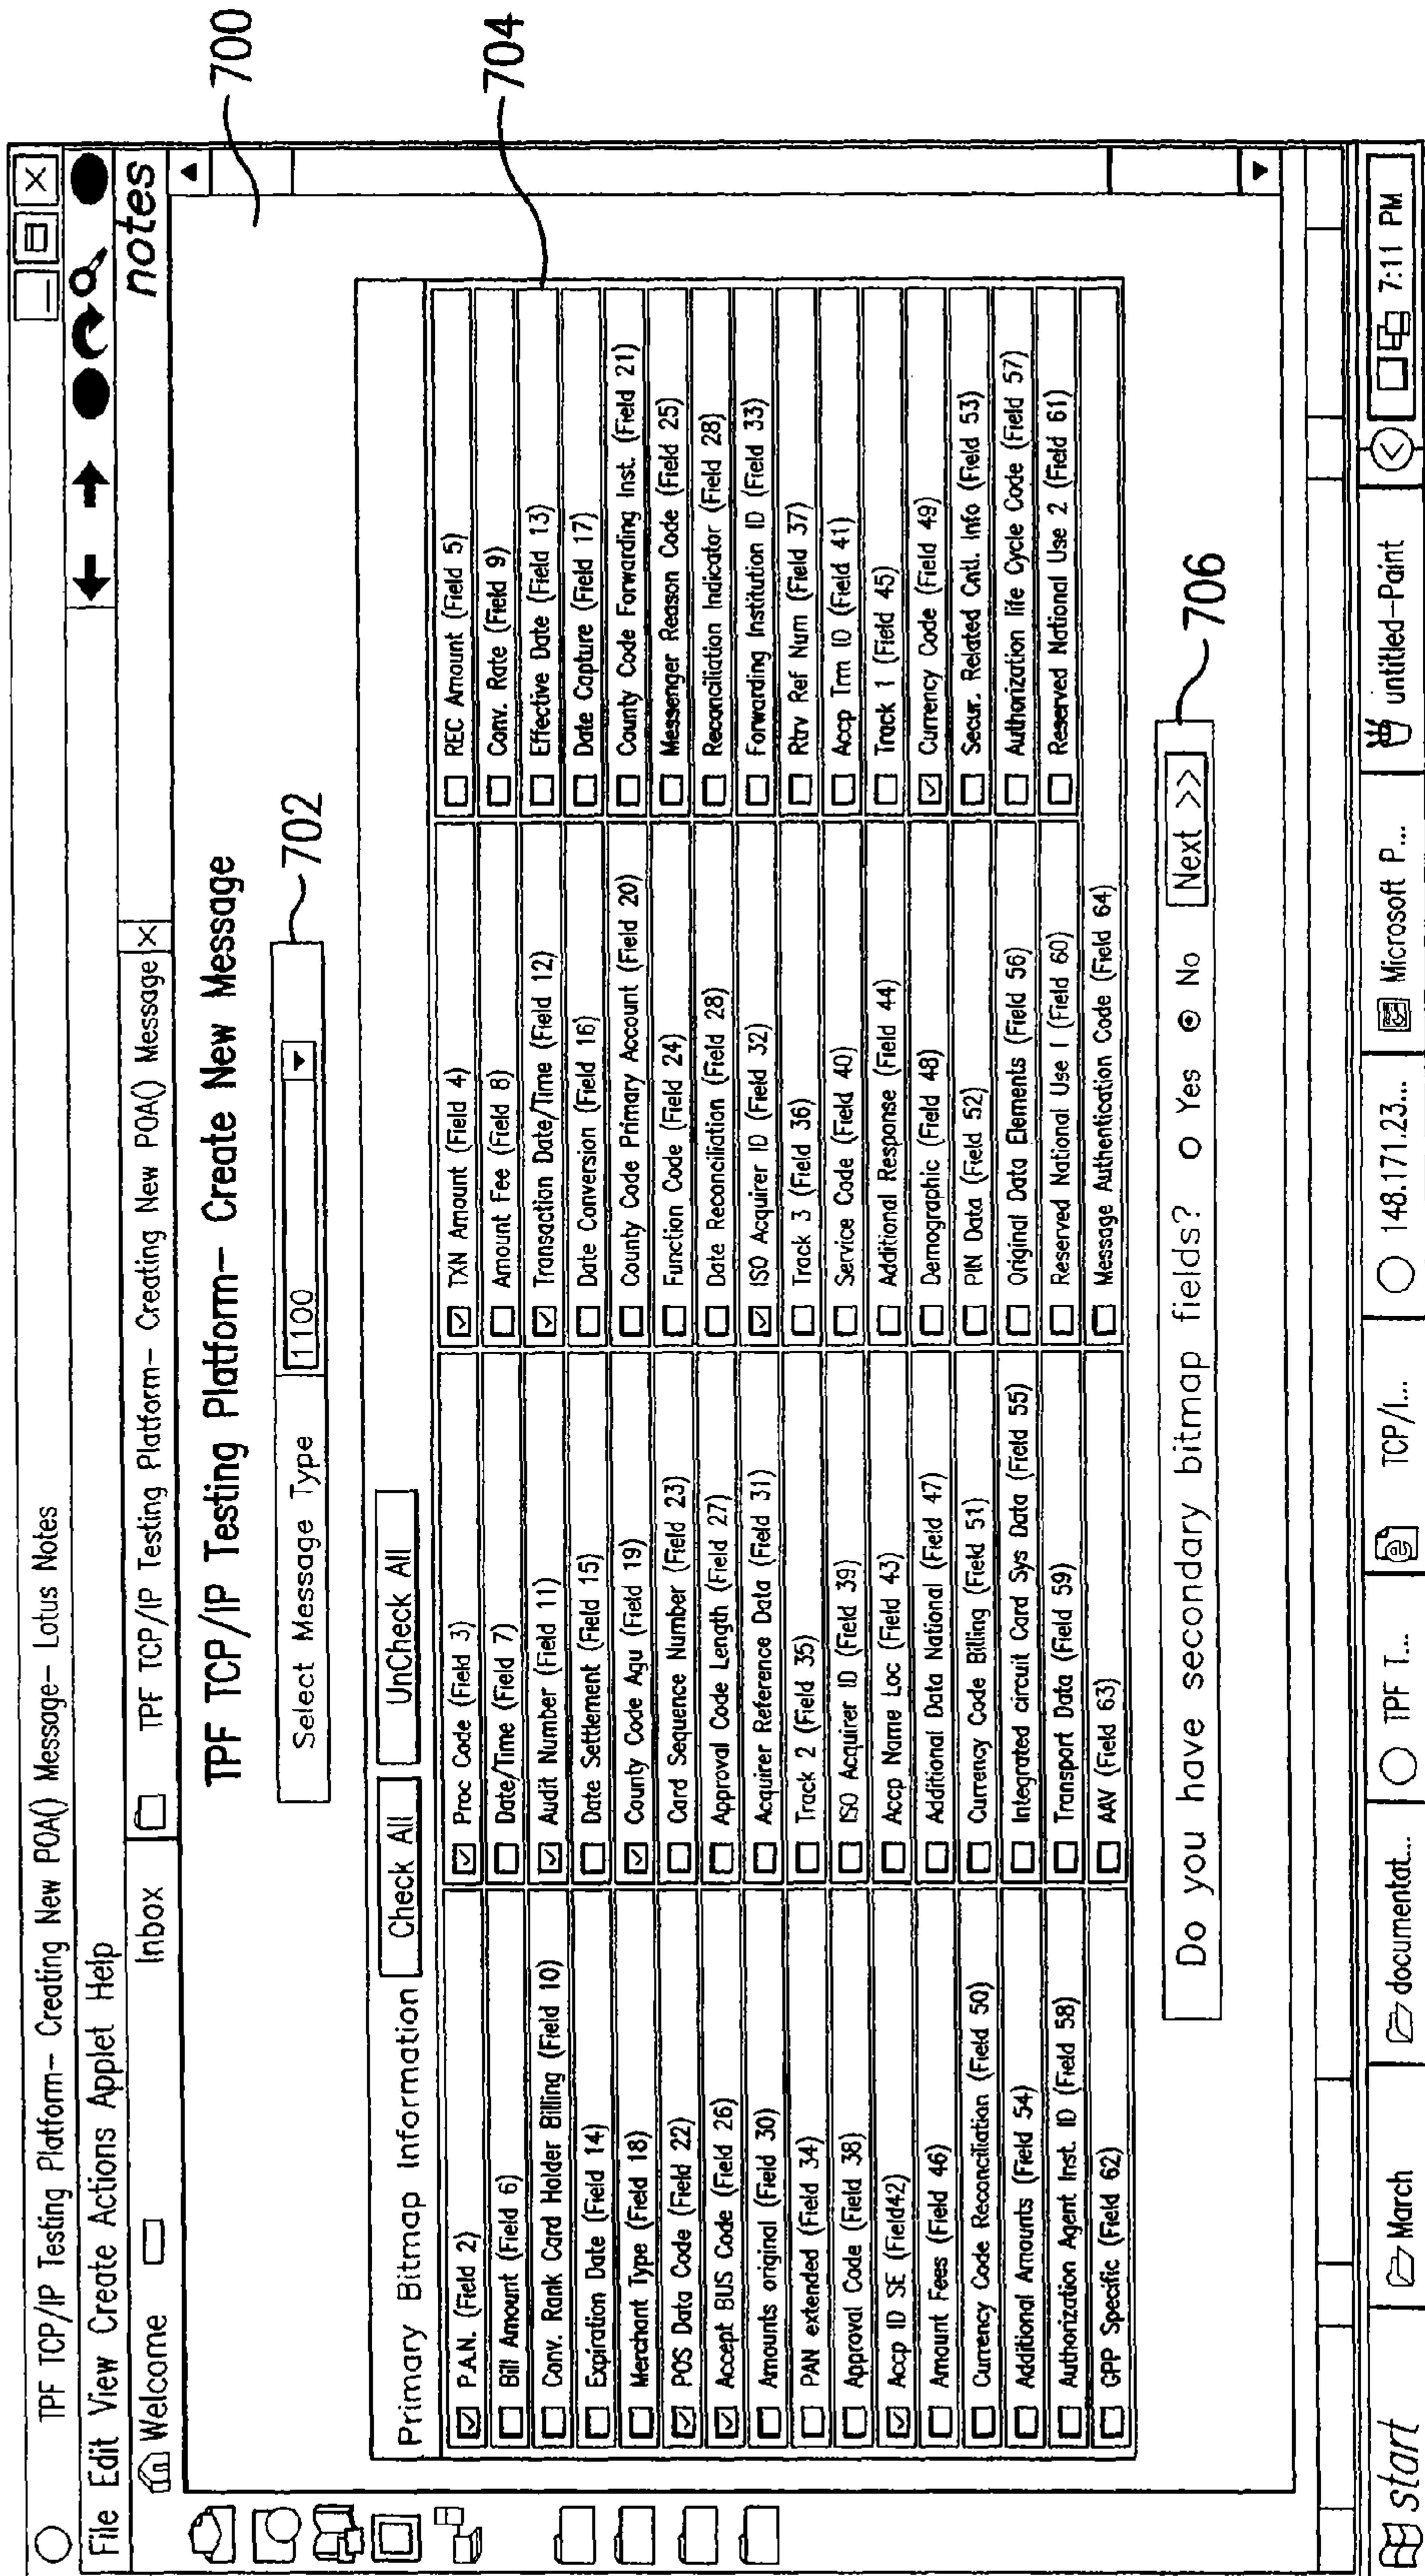 TPF TCP/IP Testing Platform- Creating New POA() Message- Lotus Notes
File Edit View Create Actions Applet Help
Welcome Inbox TPF TCP/IP Testing Platform- Creating New POA() Message X notes
TPF TCP/IP Testing Platform- Create New Message
700
Select Message Type 1100
702
Primary Bitmap Information Check All UnCheck All
704
P.A.N. (Field 2) Proc Code (Field 3) TXN Amount (Field 4) REC Amount (Field 5)
Bill Amount (Field 6) Date/Time (Field 7) Amount Fee (Field 8) Conv. Rate (Field 9)
Conv. Rank Card Holder Billing (Field 10) Audit Number (Field 11) Transaction Date/Time (Field 12) Effective Date (Field 13)
Expiration Date (Field 14) Date Settlement (Field 15) Date Conversion (Field 16) Date Capture (Field 17)
Merchant Type (Field 18) County Code Aqu (Field 19) County Code Primary Account (Field 20) County Code Forwarding Inst. (Field 21)
POS Data Code (Field 22) Card Sequence Number (Field 23) Function Code (Field 24) Messenger Reason Code (Field 25)
Accept BUS Code (Field 26) Approval Code Length (Field 27) Date Reconciliation (Field 28) Reconciliation Indicator (Field 28)
Amounts original (Field 30) Acquirer Reference Data (Field 31) ISO Acquirer ID (Field 32) Forwarding Institution ID (Field 33)
PAN extended (Field 34) Track 2 (Field 35) Track 3 (Field 36) Rtrv Ref Num (Field 37)
Approval Code (Field 38) ISO Acquirer ID (Field 39) Service Code (Field 40) Accp Trm ID (Field 41)
Accp ID SE (Field42) Accp Name Loc (Field 43) Additional Response (Field 44) Track 1 (Field 45)
Amount Fees (Field 46) Additional Data National (Field 47) Demographic (Field 48) Currency Code (Field 49)
Currency Code Reconciliation (Field 50) Currency Code Billing (Field 51) PIN Data (Field 52) Secur. Related Cntl. Info (Field 53)
Additional Amounts (Field 54) Integrated circuit Card Sys Data (Field 55) Original Data Elements (Field 56) Authorization life Cycle Code (Field 57)
Authorization Agent Inst. ID (Field 58) Transport Data (Field 59) Reserved National Use I (Field 60) Reserved National Use 2 (Field 61)
CPP Specific (Field 62) AAV (Field 63) Message Authentication Code (Field 64)
Do you have secondary bitmap fields? Yes No Next >>
706
start March documentat... TPF T... TCP/I... 148.171.23... Microsoft P... untitled-Paint 7:11 PM